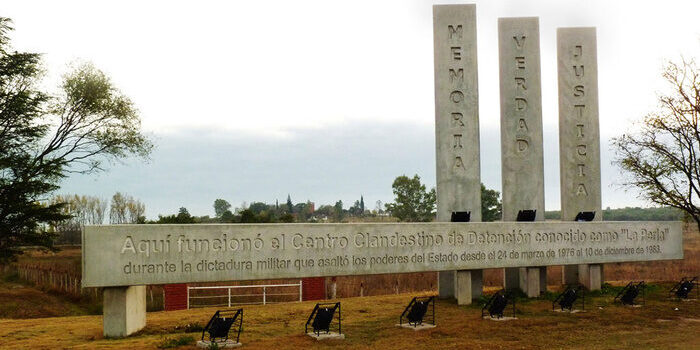 MEMORIA
VERDAD
JUSTICIA
Aquí funcionó el Centro Clandestino de Detención conocido como "La Perla"
durante la dictadura militar que asaltó los poderes del Estado desde el 24 de marzo de 1976 al 10 de diciembre de 1983.